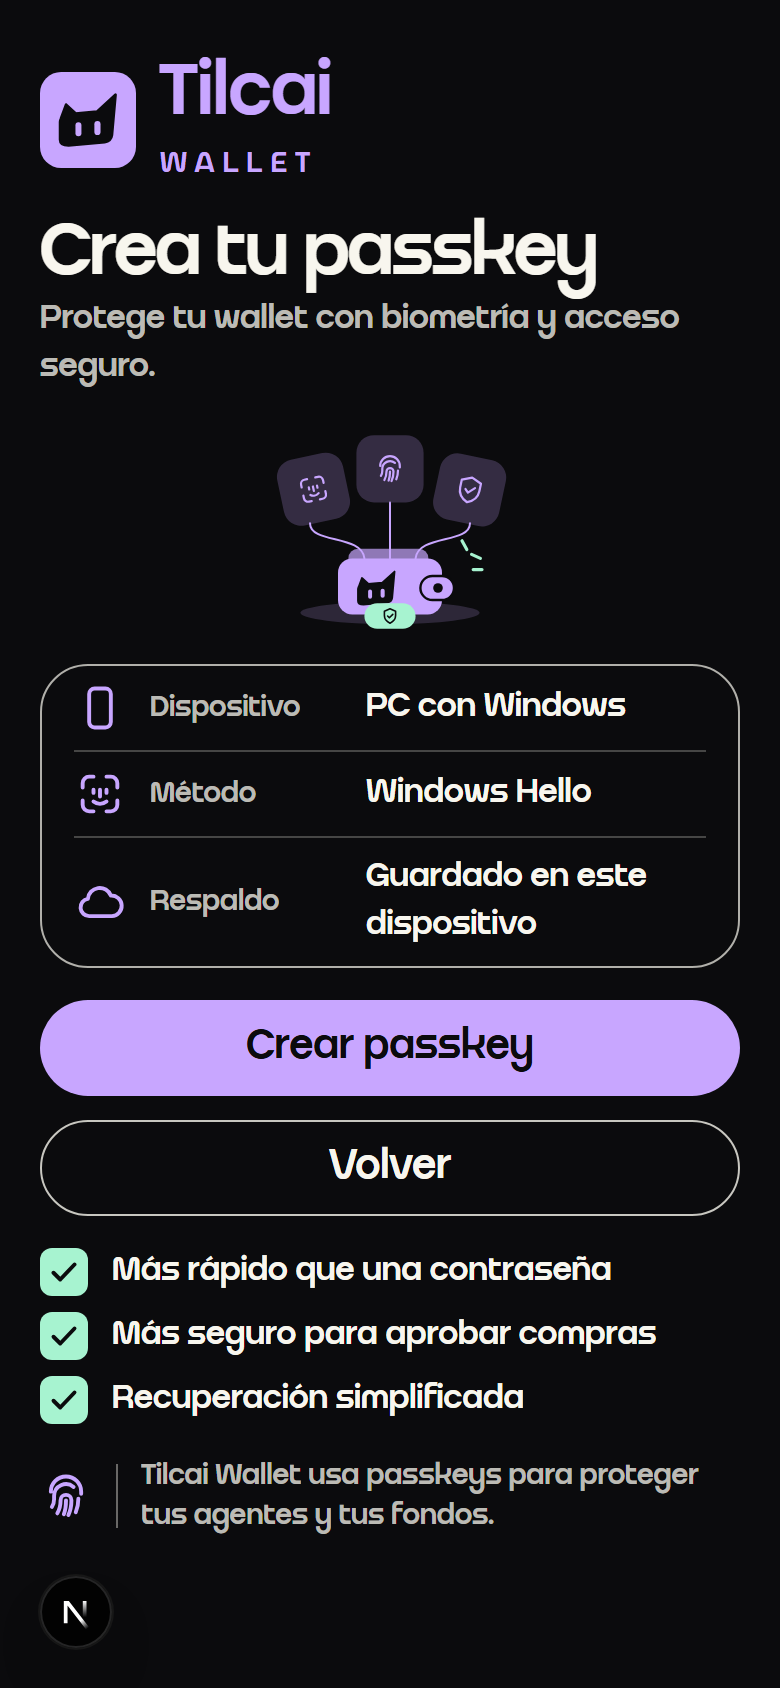 Tilcai
WALLET
Crea tu passkey
Protege tu wallet con biometría y acceso
seguro.
Dispositivo PC con Windows
Método Windows Hello
Respaldo Guardado en este
dispositivo
Crear passkey
Volver
Más rápido que una contraseña
Más seguro para aprobar compras
Recuperación simplificada
Tilcai Wallet usa passkeys para proteger
tus agentes y tus fondos.
N